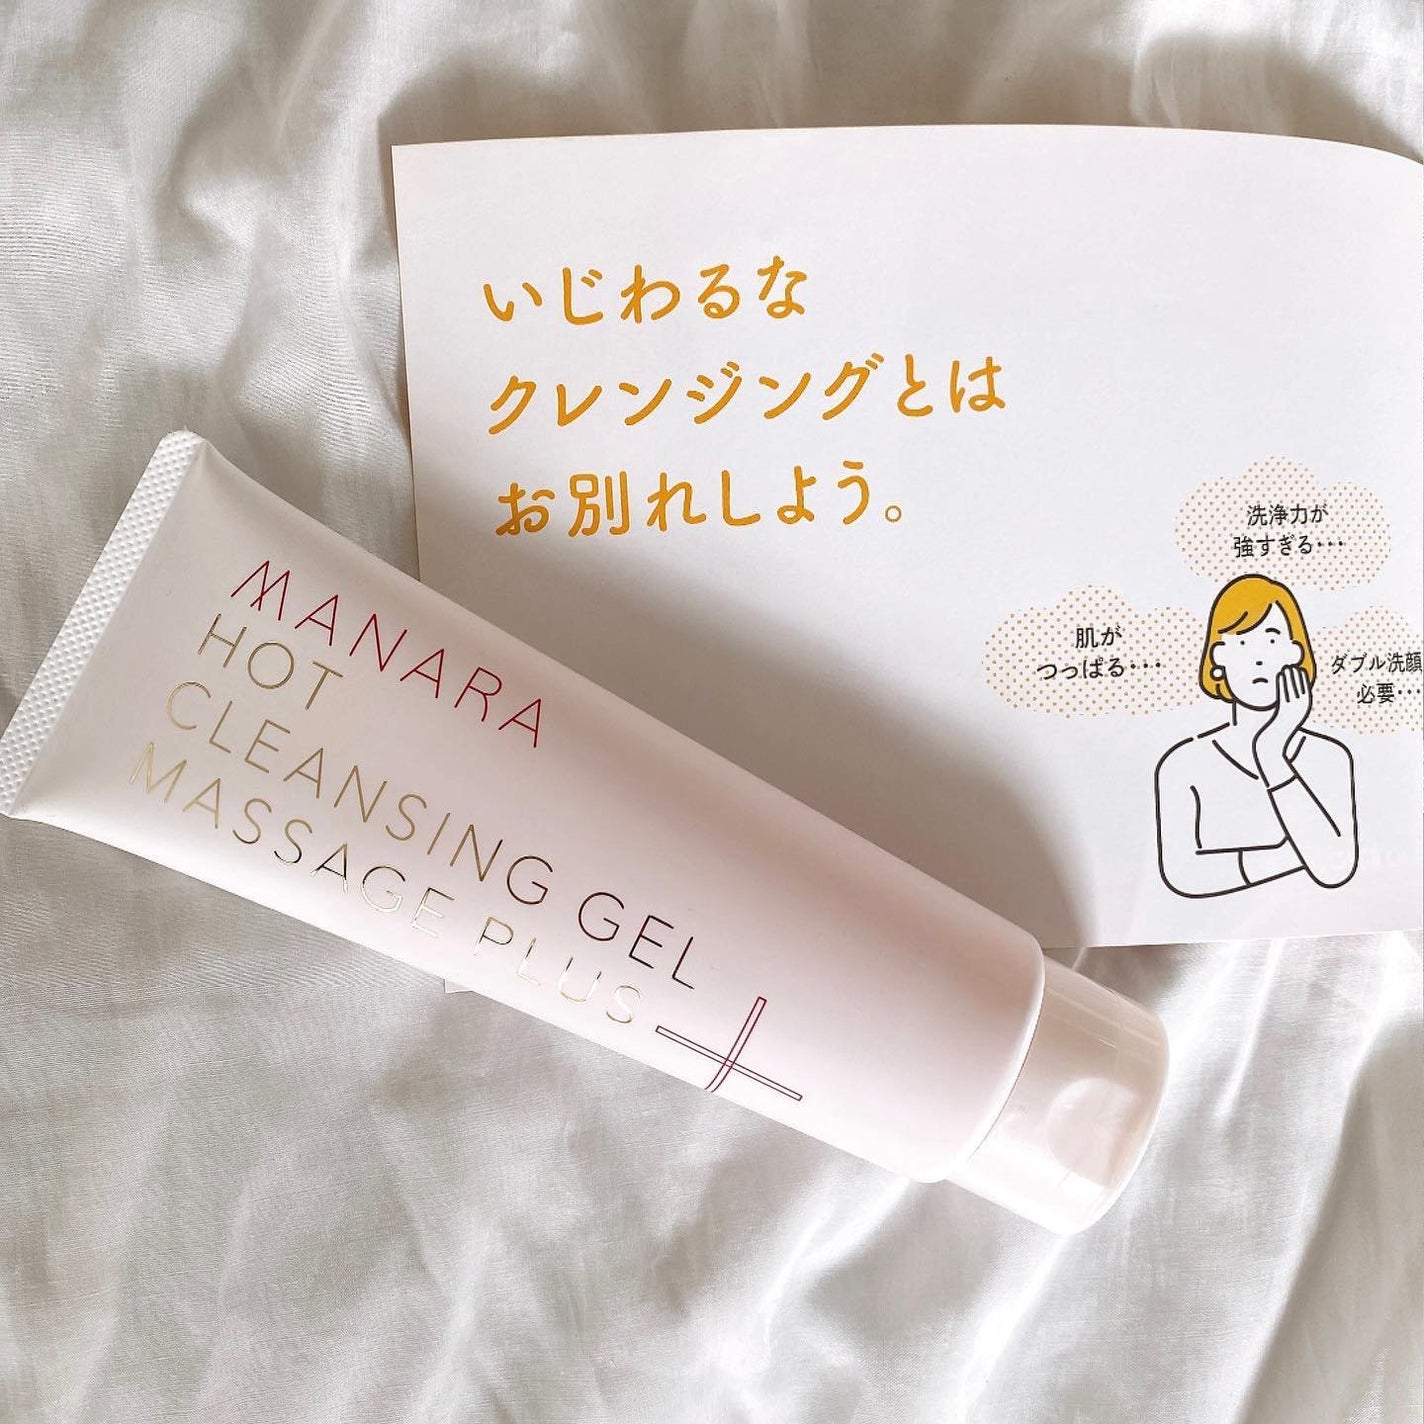 いじわるな
クレンジングとは
お別れしよう。
洗浄力が
強すぎる・・・
肌が
つっぱる・・・
ダブル洗顔
必要・・・
MANARA
HOT
CLEANSING GEL
MASSAGE PLUS